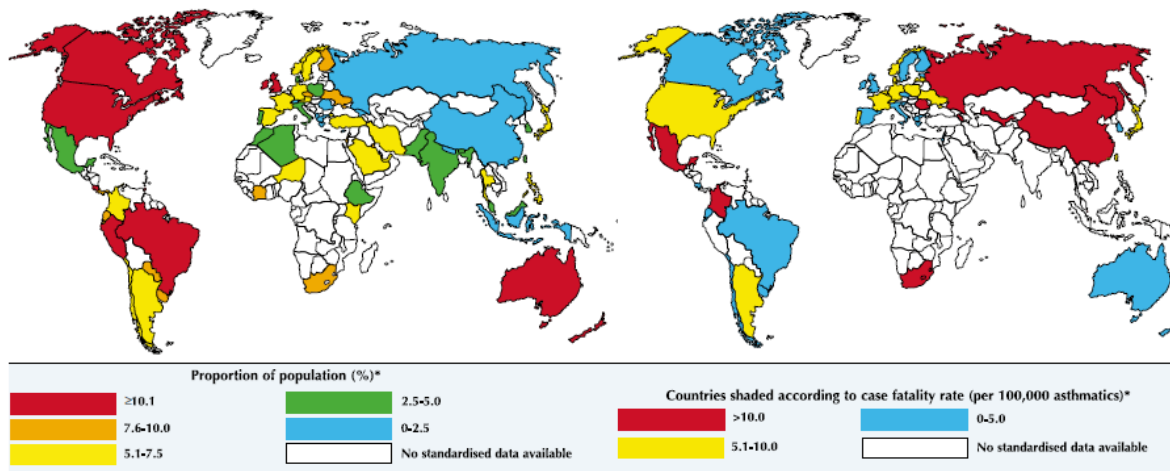 Proportion of population (%)*
≥10.1
2.5-5.0
7.6-10.0
0-2.5
5.1-7.5
No standardised data available
Countries shaded according to case fatality rate (per 100,000 asthmatics)*
>10.0
0-5.0
5.1-10.0
No standardised data available